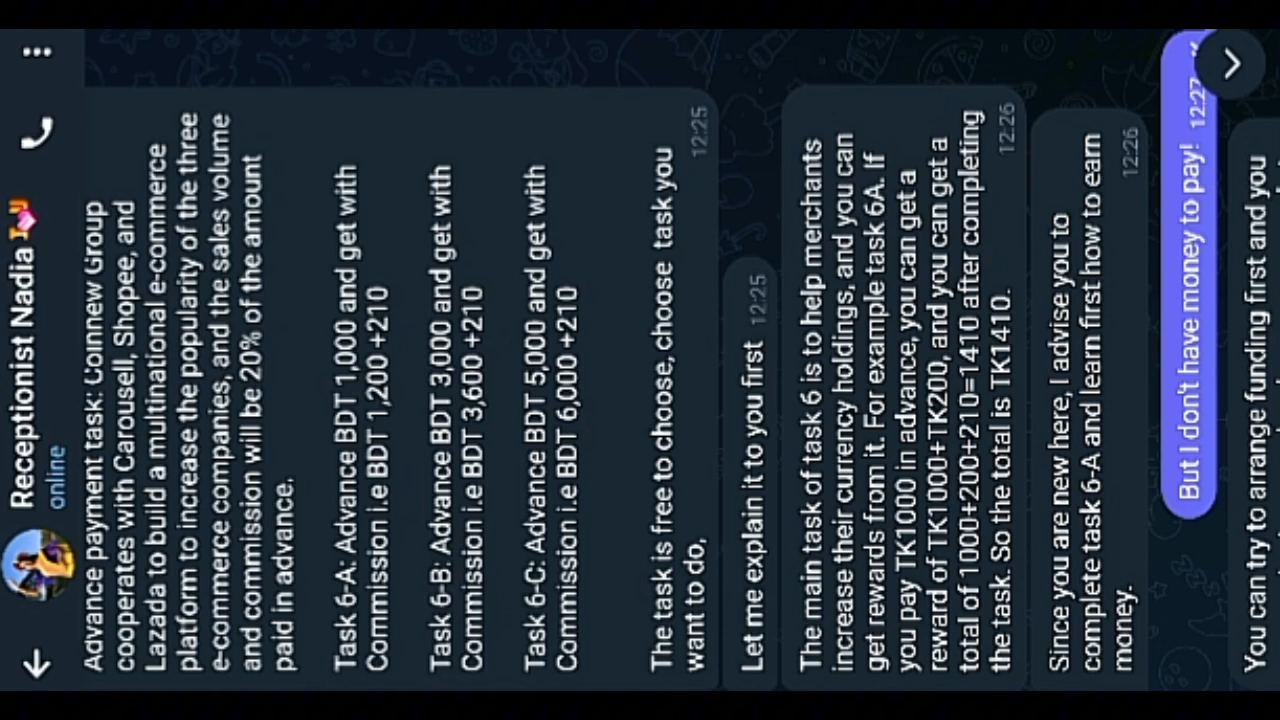 Receptionist Nadia I 💘 U
online
Advance payment task: Connew Group
cooperates with Carousell, Shopee, and
Lazada to build a multinational e-commerce
platform to increase the popularity of the three
e-commerce companies, and the sales volume
and commission will be 20% of the amount
paid in advance.
Task 6-A: Advance BDT 1,000 and get with
Commission i.e BDT 1,200 +210
Task 6-B: Advance BDT 3,000 and get with
Commission i.e BDT 3,600 +210
Task 6-C: Advance BDT 5,000 and get with
Commission i.e BDT 6,000 +210
The task is free to choose, choose task you
want to do,
12:25
Let me explain it to you first 12:25
The main task of task 6 is to help merchants
increase their currency holdings, and you can
get rewards from it. For example task 6A. If
you pay TK1000 in advance, you can get a
reward of TK1000+TK200, and you can get a
total of 1000+200+210=1410 after completing
the task. So the total is TK1410.
12:26
Since you are new here, I advise you to
complete task 6-A and learn first how to earn
money.
12:26
But I don't have money to pay! 12:27
You can try to arrange funding first and you